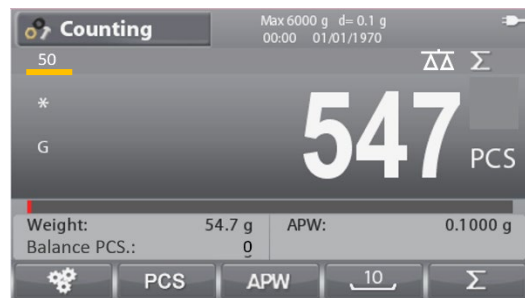 Counting
Max 6000 g d= 0.1 g
00:00 01/01/1970
50
Σ
*
G
547 PCS
Weight: 54.7 g APW: 0.1000 g
Balance PCS.: 0
PCS APW 10 Σ